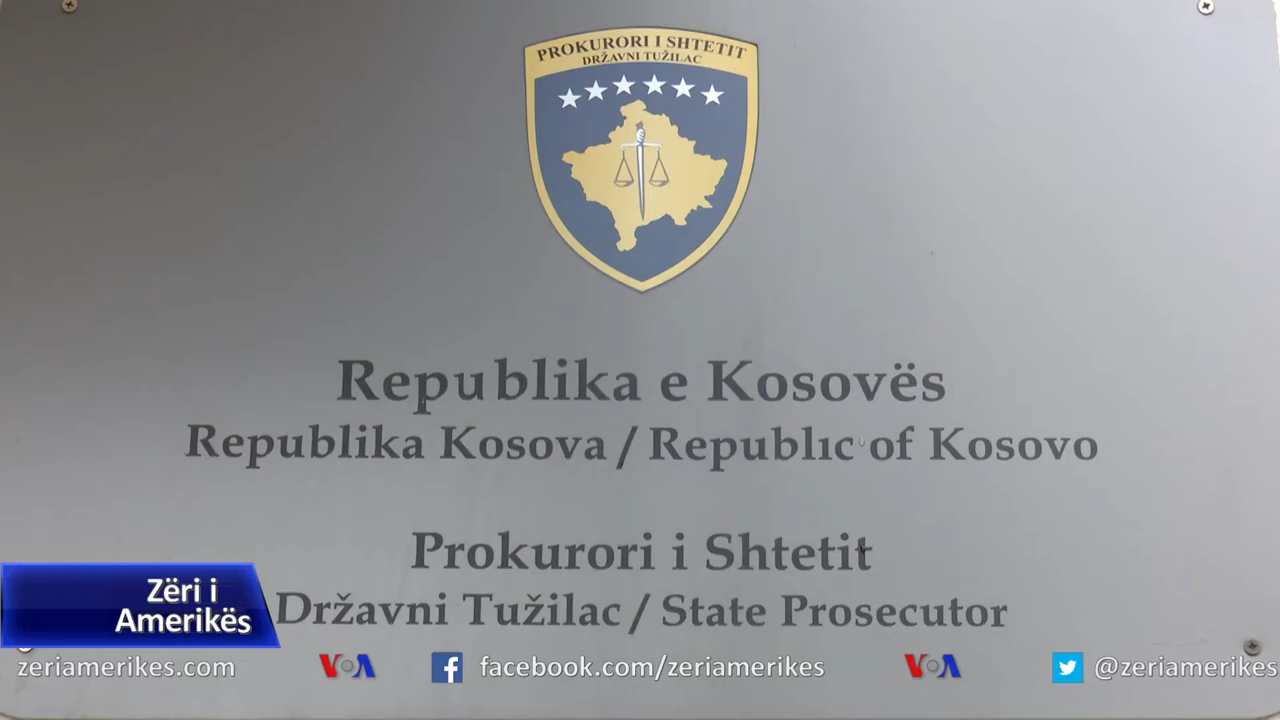 PROKURORI I SHTETIT
DRŽAVNI TUŽILAC
Republika e Kosovës
Republika Kosova / Republic of Kosovo
Prokurori i Shtetit
Državni Tužilac / State Prosecutor
Zëri i
Amerikës
zeriamerikes.com VOA facebook.com/zeriamerikes VOA @zeriamerikes